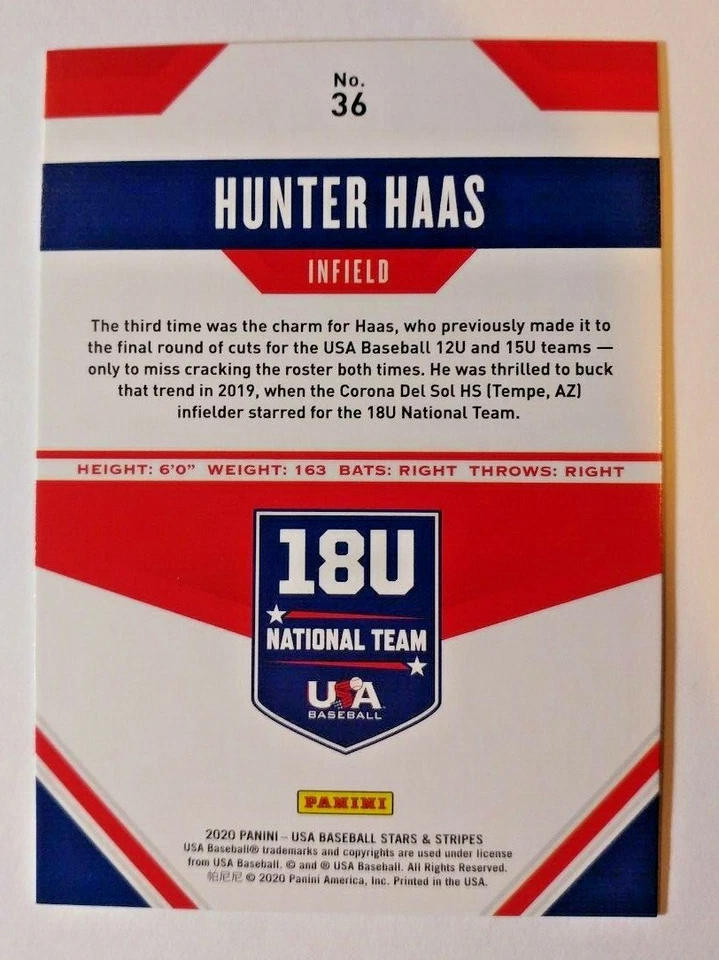 No.
36
HUNTER HAAS
INFIELD
The third time was the charm for Haas, who previously made it to
the final round of cuts for the USA Baseball 12U and 15U teams —
only to miss cracking the roster both times. He was thrilled to buck
that trend in 2019, when the Corona Del Sol HS (Tempe, AZ)
infielder starred for the 18U National Team.
HEIGHT: 6'0" WEIGHT: 163 BATS: RIGHT THROWS: RIGHT
18U
NATIONAL TEAM
USA
BASEBALL
PANINI
2020 PANINI – USA BASEBALL STARS & STRIPES
USA Baseball® trademarks and copyrights are used under license
from USA Baseball. © and ® USA Baseball. All Rights Reserved.
帕尼尼 © 2020 Panini America, Inc. Printed in the USA.